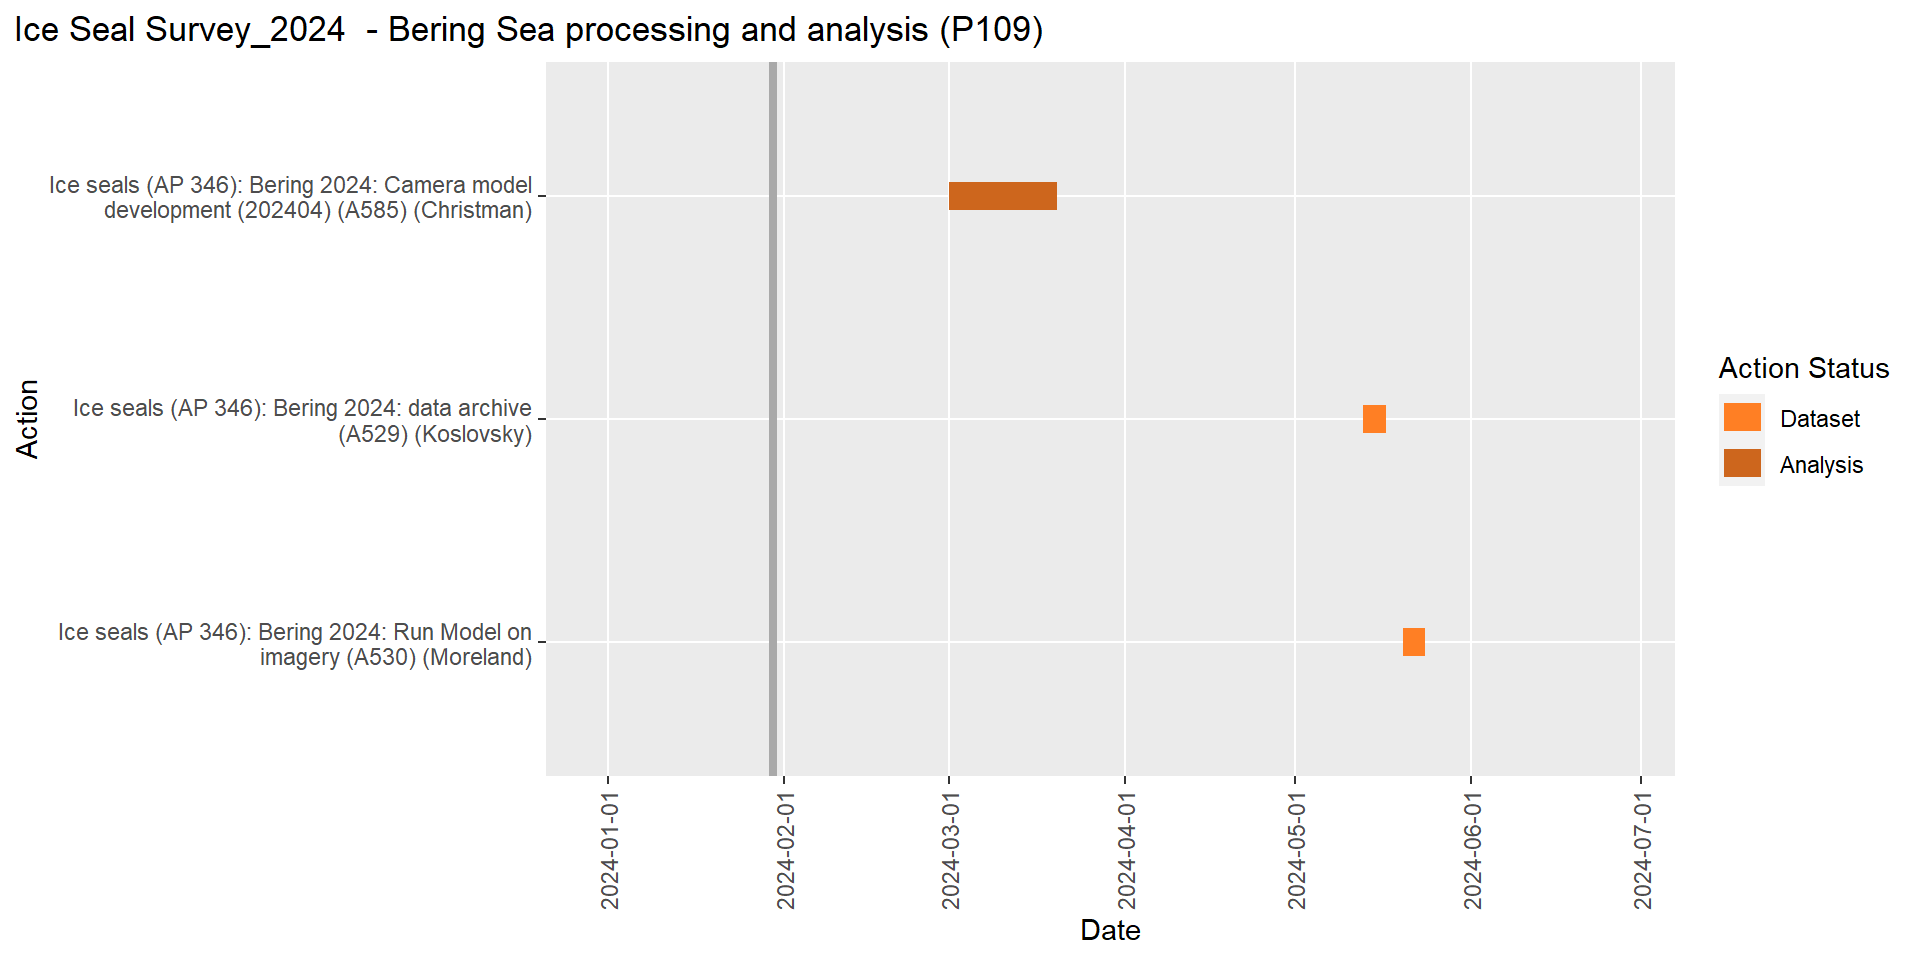 Ice Seal Survey_2024  - Bering Sea processing and analysis (P109)
Ice seals (AP 346): Bering 2024: Camera model
development (202404) (A585) (Christman)
Ice seals (AP 346): Bering 2024: data archive
(A529) (Koslovsky)
Ice seals (AP 346): Bering 2024: Run Model on
imagery (A530) (Moreland)
Action
2024-01-01
2024-02-01
2024-03-01
2024-04-01
2024-05-01
2024-06-01
2024-07-01
Date
Action Status
Dataset
Analysis